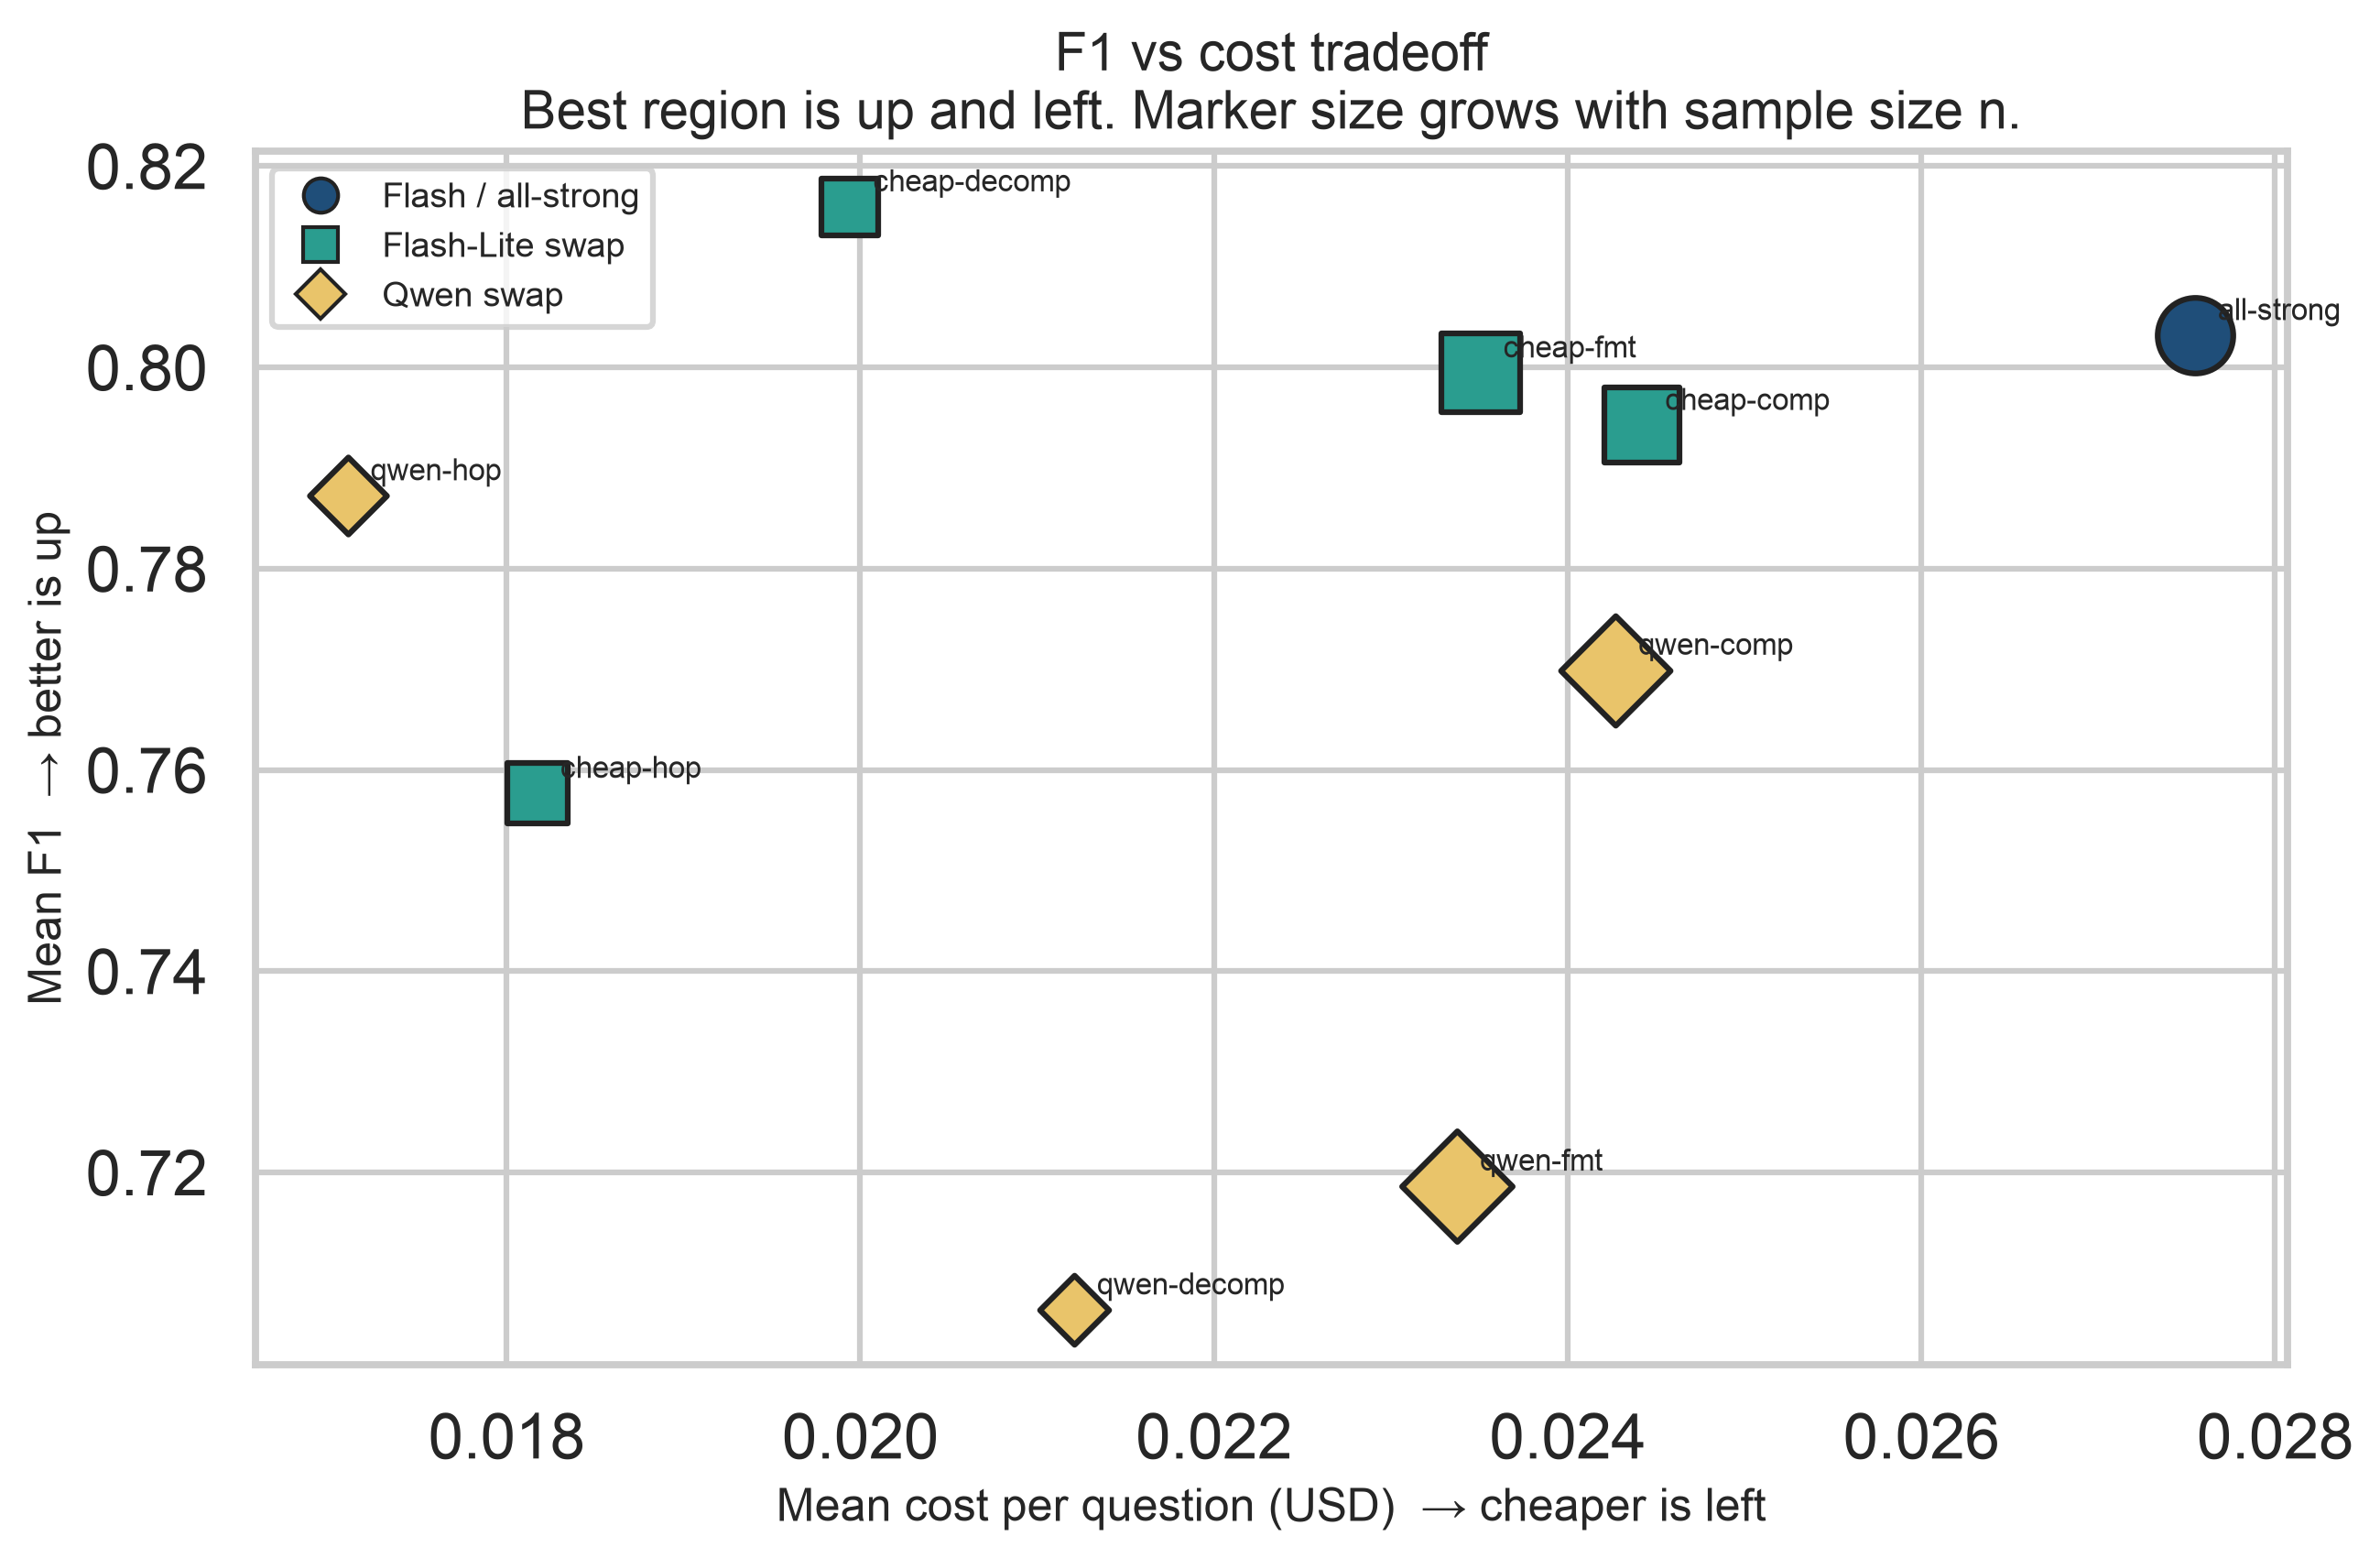 F1 vs cost tradeoff
Best region is up and left. Marker size grows with sample size n.
Flash / all-strong
Flash-Lite swap
Qwen swap
cheap-decomp
all-strong
cheap-fmt
cheap-comp
qwen-hop
qwen-comp
cheap-hop
qwen-fmt
qwen-decomp
0.82
0.80
0.78
0.76
0.74
0.72
Mean F1 → better is up
0.018
0.020
0.022
0.024
0.026
0.028
Mean cost per question (USD) → cheaper is left